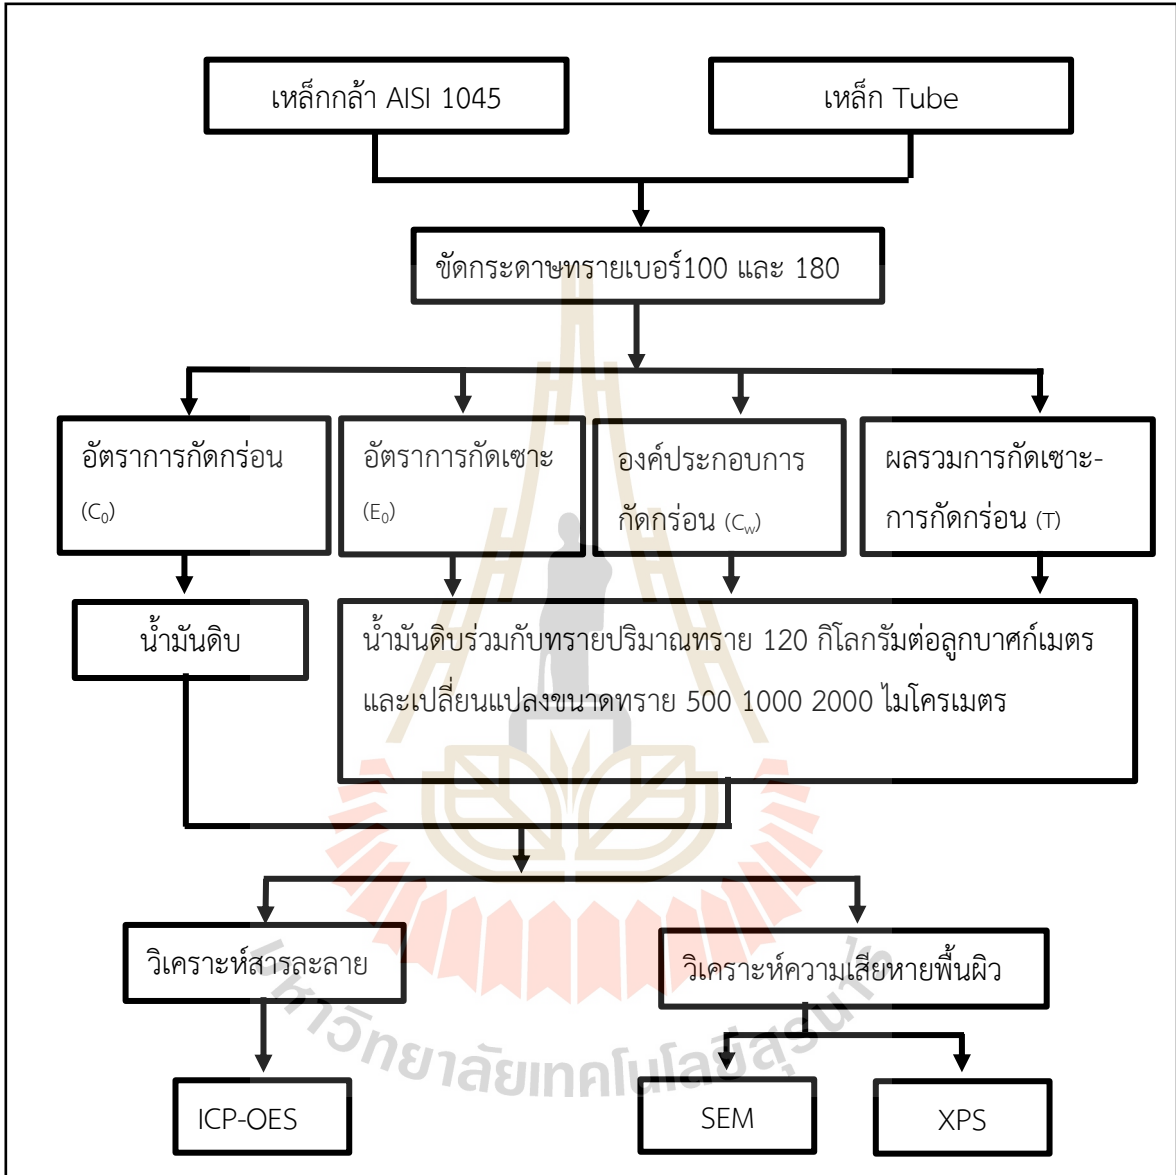 เหล็กกล้า AISI 1045
เหล็ก Tube
ขัดกระดาษทรายเบอร์100 และ 180
อัตราการกัดกร่อน
(C₀)
อัตราการกัดเซาะ
(E₀)
องค์ประกอบการ
กัดกร่อน (Cw)
ผลรวมการกัดเซาะ-
การกัดกร่อน (T)
น้ำมันดิบ
น้ำมันดิบร่วมกับทรายปริมาณทราย 120 กิโลกรัมต่อลูกบาศก์เมตร
และเปลี่ยนแปลงขนาดทราย 500 1000 2000 ไมโครเมตร
วิเคราะห์สารละลาย
วิเคราะห์ความเสียหายพื้นผิว
ICP-OES
SEM
XPS
มหาวิทยาลัยเทคโนโลยีสุรนารี